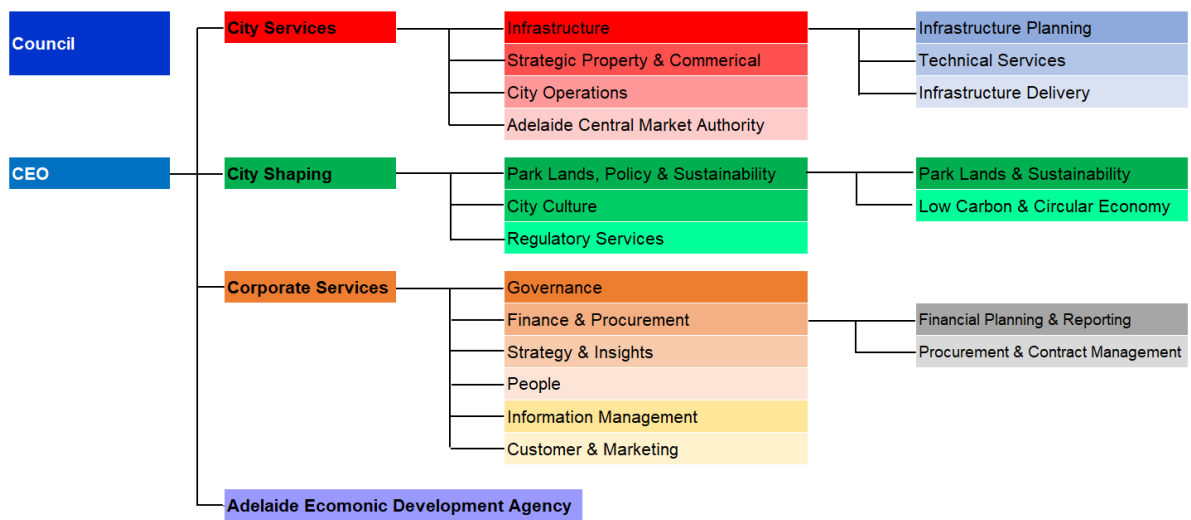 Council
CEO
City Services
Infrastructure
Strategic Property & Commerical
City Operations
Adelaide Central Market Authority
Infrastructure Planning
Technical Services
Infrastructure Delivery
City Shaping
Park Lands, Policy & Sustainability
City Culture
Regulatory Services
Park Lands & Sustainability
Low Carbon & Circular Economy
Corporate Services
Governance
Finance & Procurement
Strategy & Insights
People
Information Management
Customer & Marketing
Financial Planning & Reporting
Procurement & Contract Management
Adelaide Ecomonic Development Agency